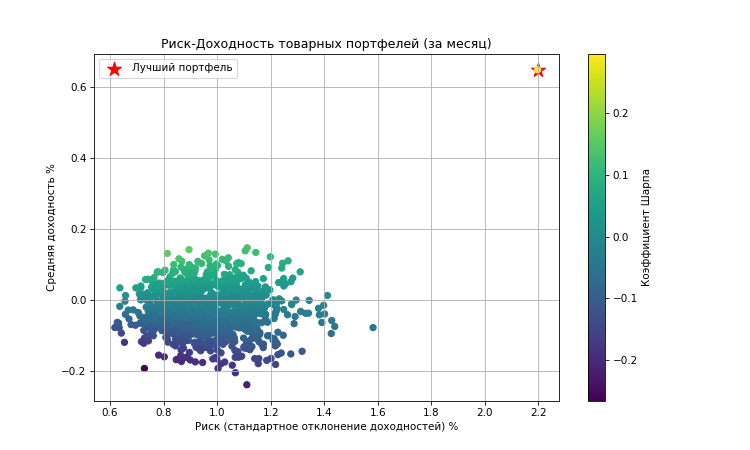 Риск-Доходность товарных портфелей (за месяц)
Лучший портфель
Средняя доходность %
0.6
0.4
0.2
0.0
−0.2
0.6 0.8 1.0 1.2 1.4 1.6 1.8 2.0 2.2
Риск (стандартное отклонение доходностей) %
0.2
0.1
0.0
−0.1
−0.2
Коэффициент Шарпа